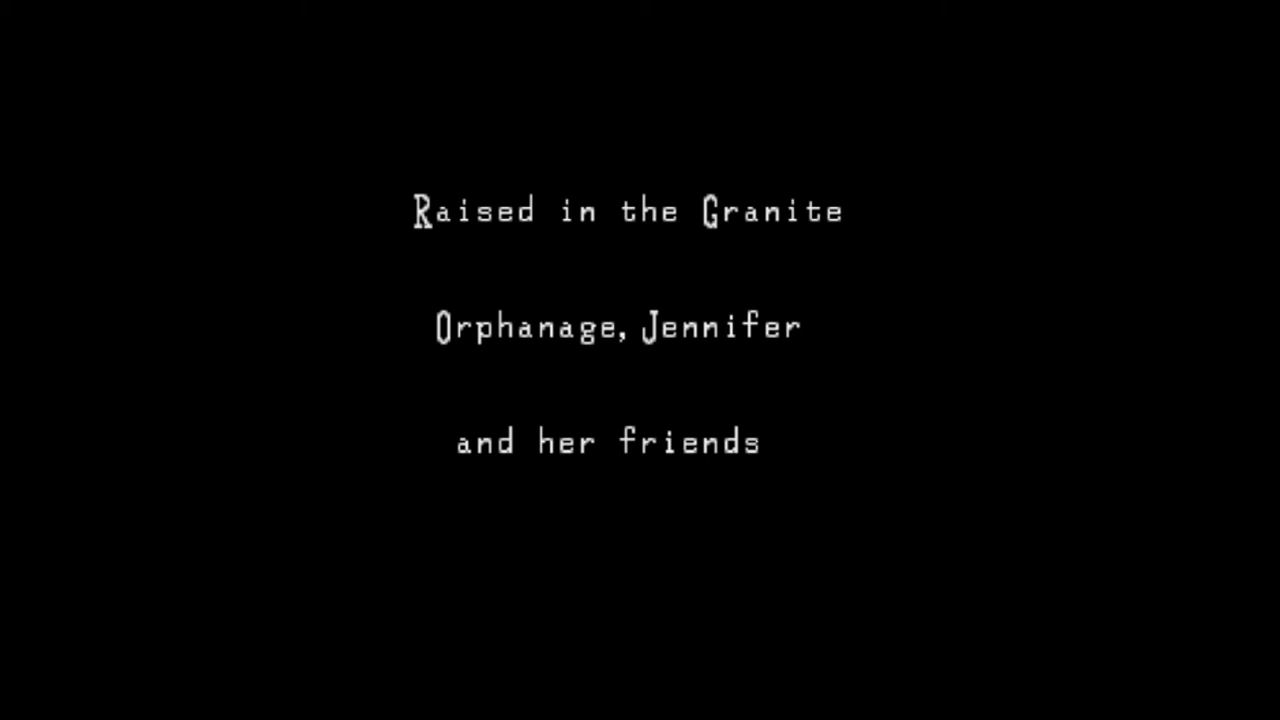 Raised in the Granite
Orphanage, Jennifer
and her friends